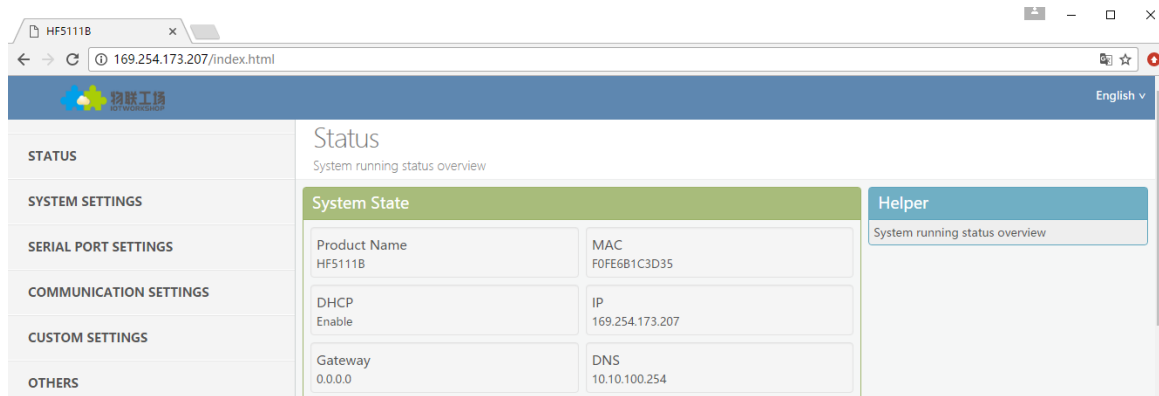 HF5111B
169.254.173.207/index.html
物联工场
IOTWORKSHOP
English
STATUS
SYSTEM SETTINGS
SERIAL PORT SETTINGS
COMMUNICATION SETTINGS
CUSTOM SETTINGS
OTHERS
Status
System running status overview
System State
Product Name
HF5111B
MAC
F0FE6B1C3D35
DHCP
Enable
IP
169.254.173.207
Gateway
0.0.0.0
DNS
10.10.100.254
Helper
System running status overview